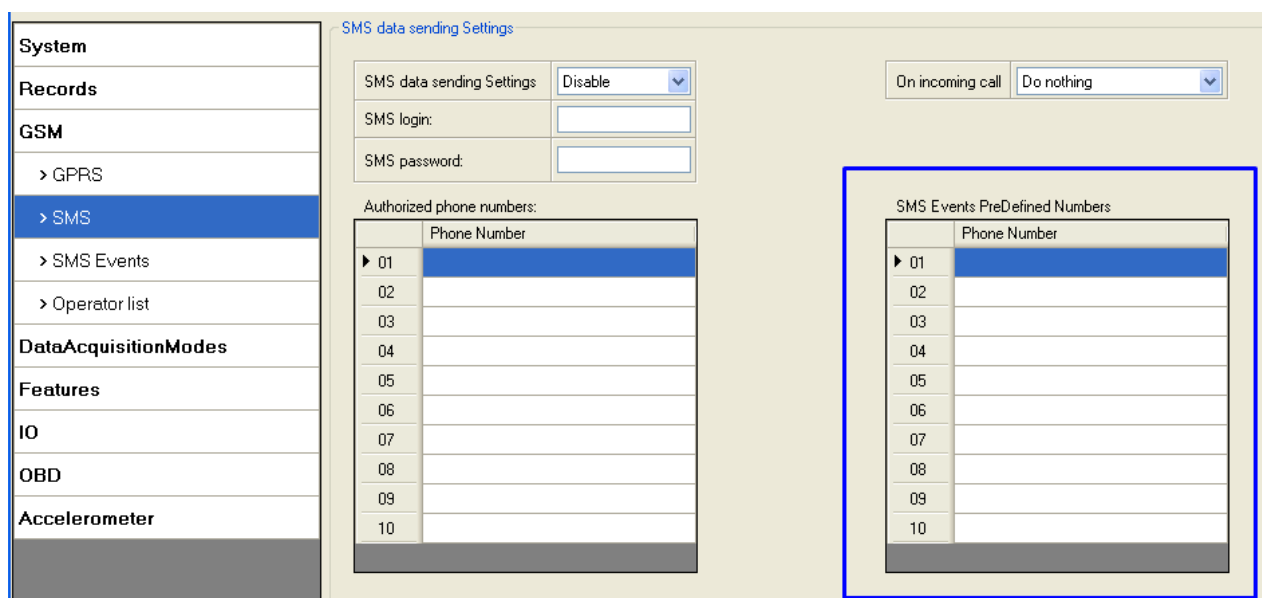 System
Records
GSM
> GPRS
> SMS
> SMS Events
> Operator list
DataAcquisitionModes
Features
IO
OBD
Accelerometer
SMS data sending Settings
SMS data sending Settings Disable
SMS login:
SMS password:
On incoming call Do nothing
Authorized phone numbers:
Phone Number
01
02
03
04
05
06
07
08
09
10
SMS Events PreDefined Numbers
Phone Number
01
02
03
04
05
06
07
08
09
10